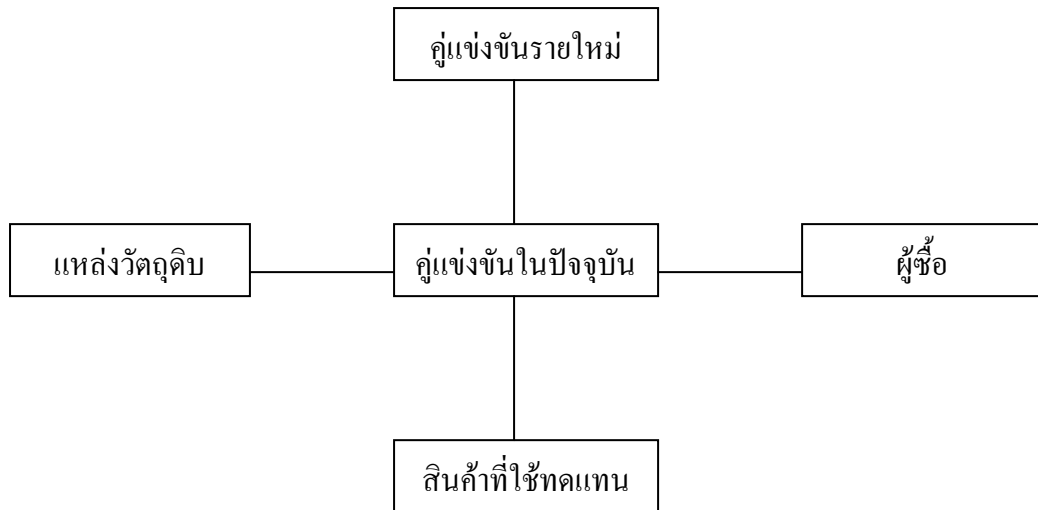 คู่แข่งขันรายใหม่
แหล่งวัตถุดิบ
คู่แข่งขันในปัจจุบัน
ผู้ซื้อ
สินค้าที่ใช้ทดแทน